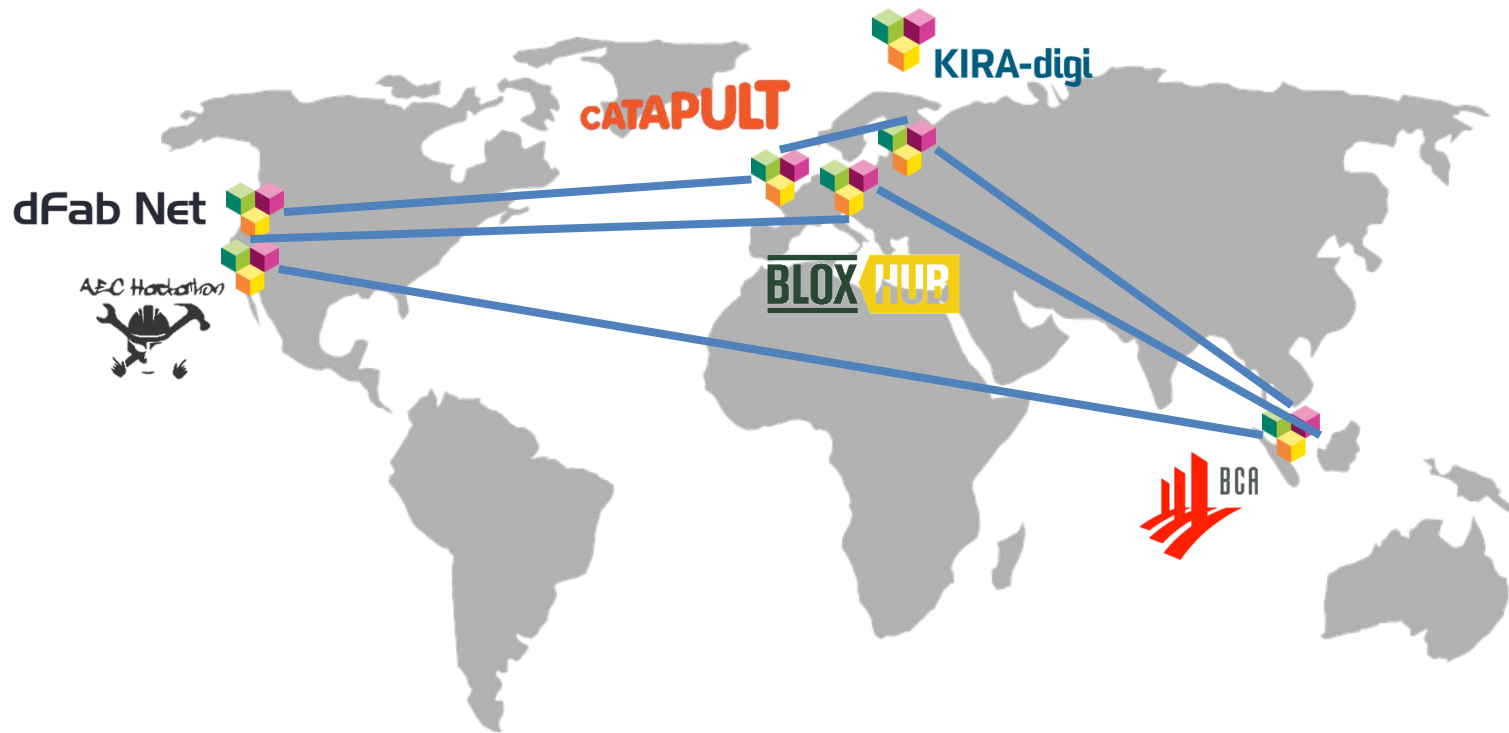 KIRA-digi
CATAPULT
dFab Net
AEC Hackathon
BLOX HUB
BCA